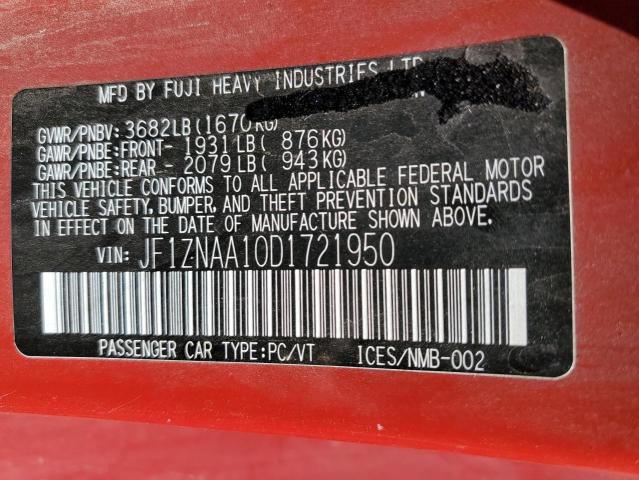 MFD BY FUJI HEAVY INDUSTRIES LTD.
GVWR/PNBV: 3682LB(1670KG)
GAWR/PNBE:FRONT- 1931LB( 876KG)
GAWR/PNBE:REAR - 2079LB( 943KG)
THIS VEHICLE CONFORMS TO ALL APPLICABLE FEDERAL MOTOR
VEHICLE SAFETY, BUMPER, AND THEFT PREVENTION STANDARDS
IN EFFECT ON THE DATE OF MANUFACTURE SHOWN ABOVE.
VIN: JF1ZNAA10D1721950
PASSENGER CAR TYPE:PC/VT ICES/NMB-002